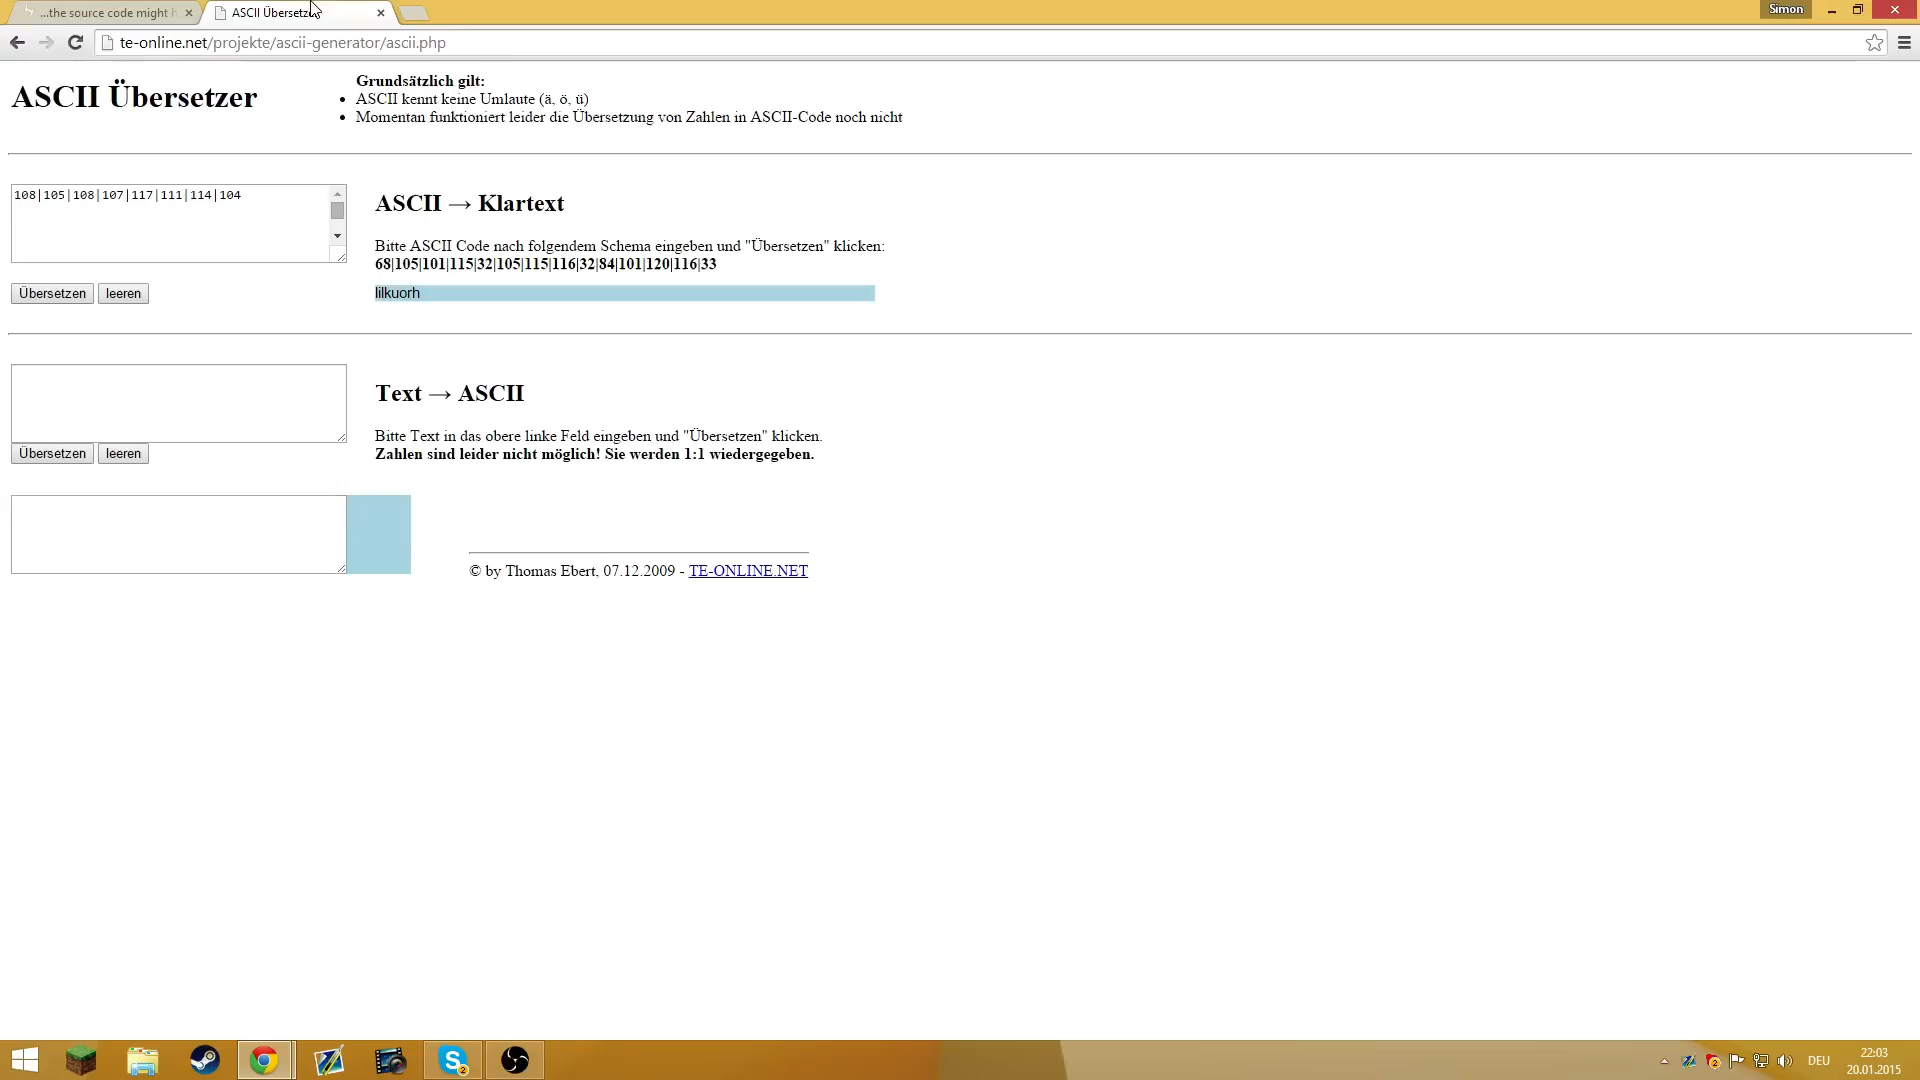 ...the source code might h
ASCII Übersetze
Simon
te-online.net/projekte/ascii-generator/ascii.php
ASCII Übersetzer
Grundsätzlich gilt:
ASCII kennt keine Umlaute (ä, ö, ü)
Momentan funktioniert leider die Übersetzung von Zahlen in ASCII-Code noch nicht
108|105|108|107|117|111|114|104
ASCII → Klartext
Bitte ASCII Code nach folgendem Schema eingeben und "Übersetzen" klicken:
68|105|101|115|32|105|115|116|32|84|101|120|116|33
Übersetzen leeren
lilkuorh
Text → ASCII
Bitte Text in das obere linke Feld eingeben und "Übersetzen" klicken.
Übersetzen leeren
Zahlen sind leider nicht möglich! Sie werden 1:1 wiedergegeben.
© by Thomas Ebert, 07.12.2009 - TE-ONLINE.NET
S 2
2
DEU
22:03
20.01.2015